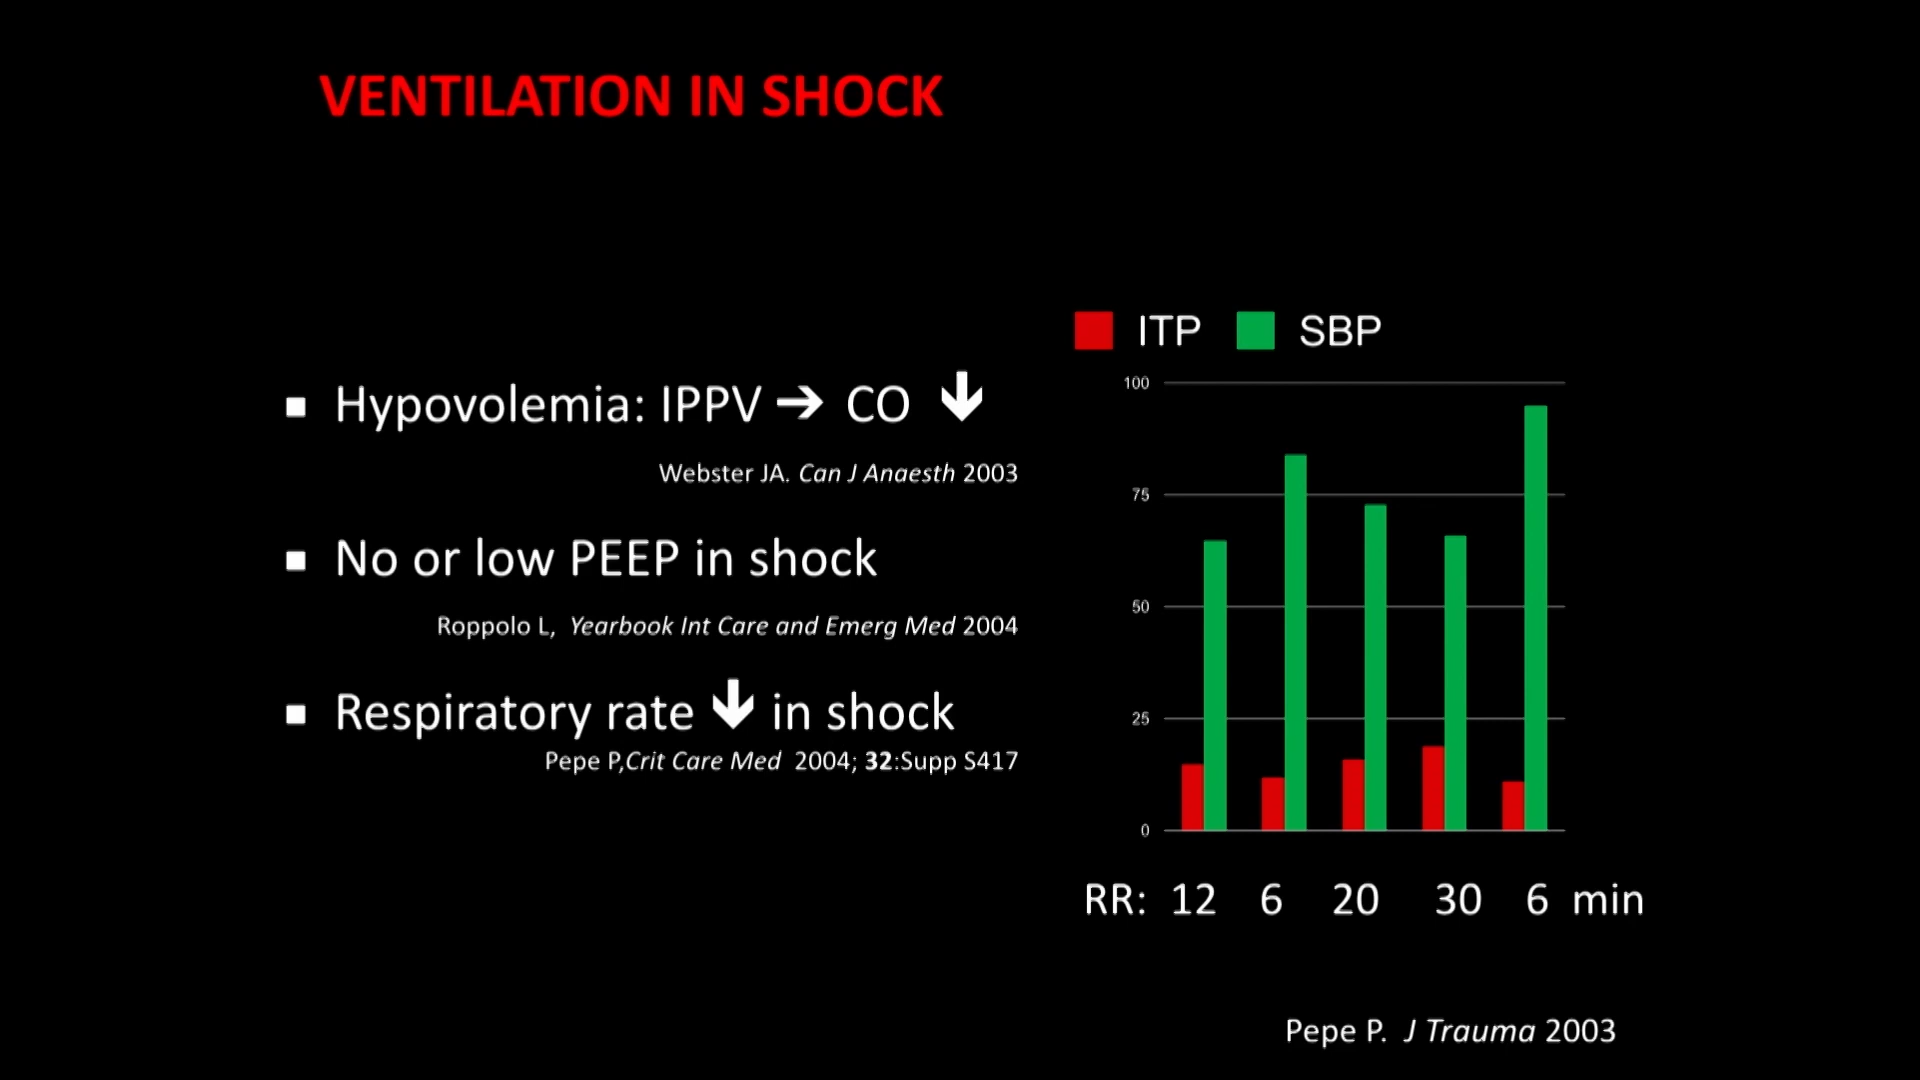 VENTILATION IN SHOCK
▪ Hypovolemia: IPPV ➔ CO 🡳
Webster JA. Can J Anaesth 2003
▪ No or low PEEP in shock
Roppolo L, Yearbook Int Care and Emerg Med 2004
▪ Respiratory rate 🡳 in shock
Pepe P,Crit Care Med 2004; 32:Supp S417
ITP SBP
100
75
50
25
0
RR: 12 6 20 30 6 min
Pepe P. J Trauma 2003